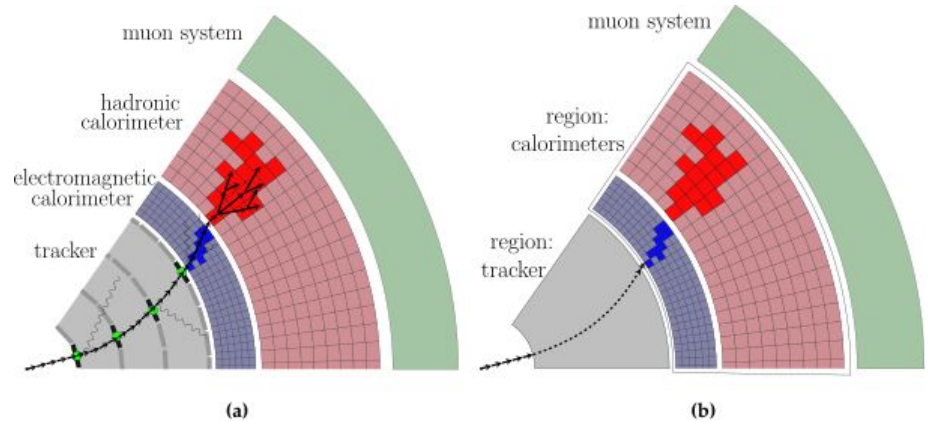 muon system
hadronic
calorimeter
electromagnetic
calorimeter
tracker
(a)
muon system
region:
calorimeters
region:
tracker
(b)